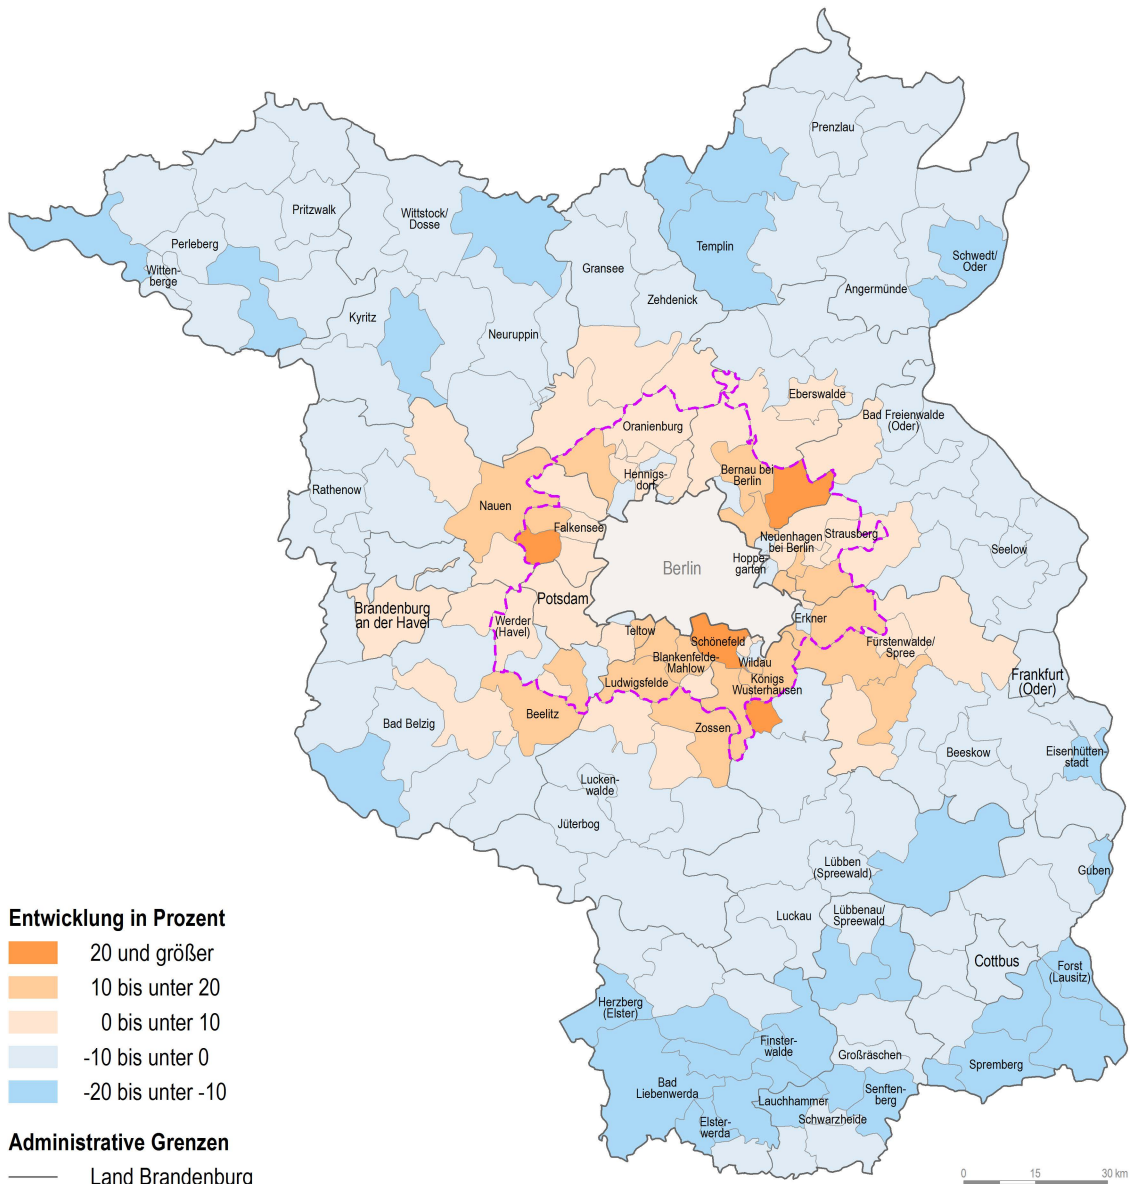 Prenzlau
Pritzwalk
Wittstock/
Dosse
Perleberg
Templin
Schwedt/
Oder
Witten-
berge
Gransee
Zehdenick
Angermünde
Kyritz
Neuruppin
Eberswalde
Bad Freienwalde
(Oder)
Oranienburg
Bernau bei
Berlin
Hennigs-
dorf
Rathenow
Nauen
Falkensee
Neuenhagen
bei Berlin
Strausberg
Seelow
Hoppe-
garten
Berlin
Brandenburg
an der Havel
Potsdam
Werder
(Havel)
Erkner
Teltow
Schönefeld
Fürstenwalde/
Spree
Blankenfelde-
Mahlow
Wildau
Königs
Wusterhausen
Ludwigsfelde
Frankfurt
(Oder)
Bad Belzig
Beelitz
Zossen
Beeskow
Eisenhütten-
stadt
Lucken-
walde
Jüterbog
Lübben
(Spreewald)
Guben
Luckau
Lübbenau/
Spreewald
Cottbus
Forst
(Lausitz)
Herzberg
(Elster)
Finster-
walde
Großräschen
Spremberg
Bad
Liebenwerda
Lauchhammer
Senften-
berg
Schwarzheide
Elster-
werda
Entwicklung in Prozent
20 und größer
10 bis unter 20
0 bis unter 10
-10 bis unter 0
-20 bis unter -10
Administrative Grenzen
Land Brandenburg
0 15 30 km